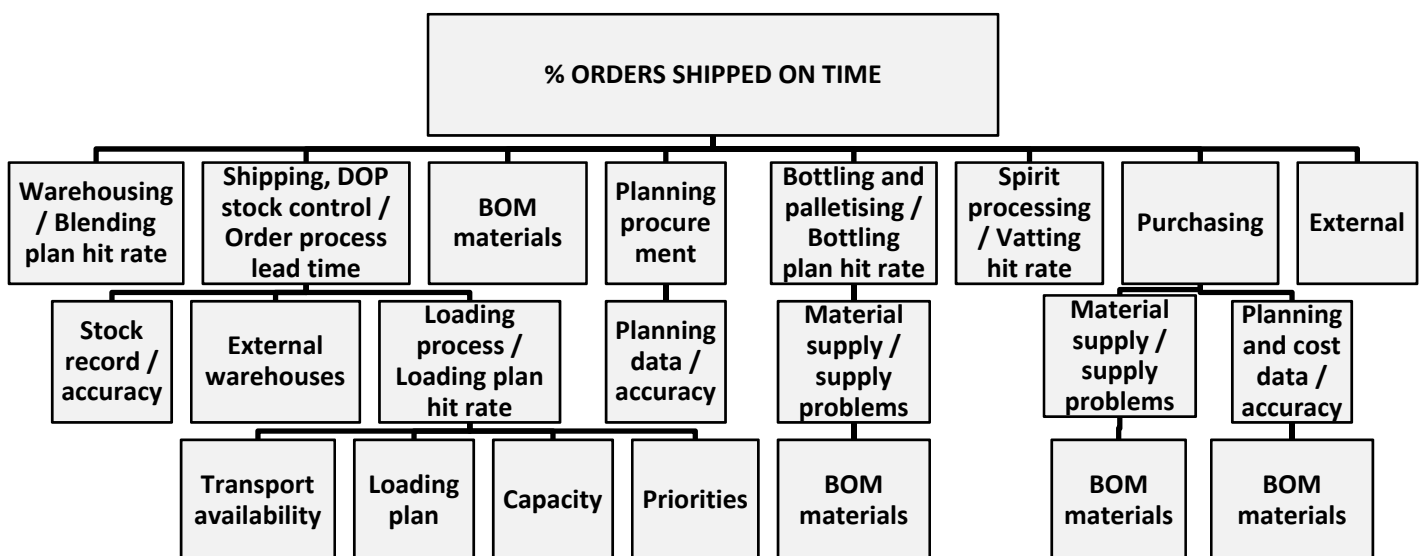 % ORDERS SHIPPED ON TIME
Warehousing
/ Blending
plan hit rate
Shipping, DOP
stock control /
Order process
lead time
BOM
materials
Planning
procure
ment
Bottling and
palletising /
Bottling
plan hit rate
Spirit
processing
/ Vatting
hit rate
Purchasing
External
Stock
record /
accuracy
External
warehouses
Loading
process /
Loading plan
hit rate
Planning
data /
accuracy
Material
supply /
supply
problems
Material
supply /
supply
problems
Planning
and cost
data /
accuracy
Transport
availability
Loading
plan
Capacity
Priorities
BOM
materials
BOM
materials
BOM
materials